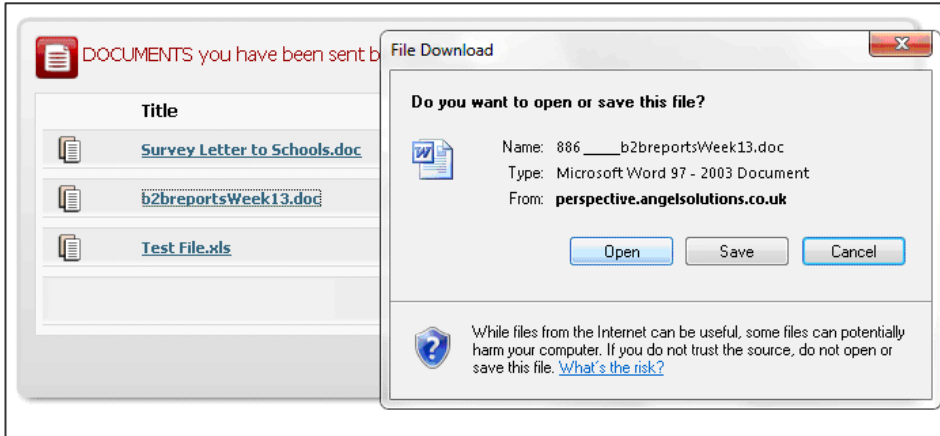 DOCUMENTS you have been sent b
Title
Survey Letter to Schools.doc
b2breportsWeek13.doc
Test File.xls
File Download
Do you want to open or save this file?
Name: 886_____b2breportsWeek13.doc
Type: Microsoft Word 97 - 2003 Document
From: perspective.angelsolutions.co.uk
Open Save Cancel
While files from the Internet can be useful, some files can potentially
harm your computer. If you do not trust the source, do not open or
save this file. What's the risk?